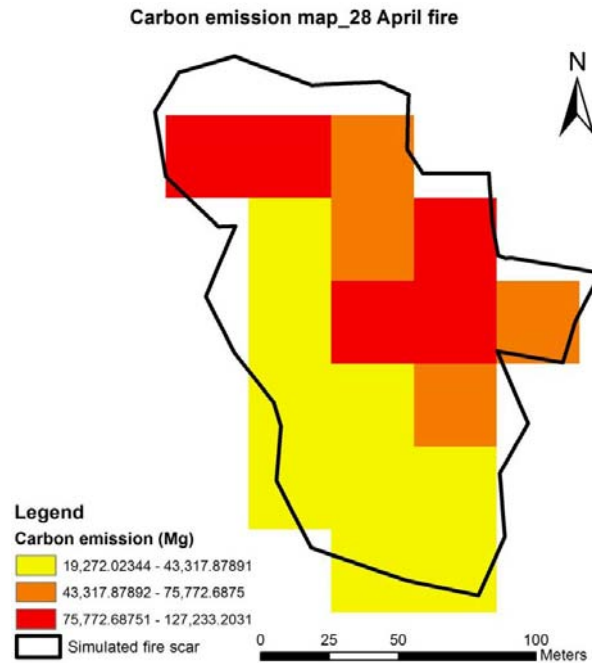 Carbon emission map_28 April fire
N
Legend
Carbon emission (Mg)
19,272.02344 - 43,317.87891
43,317.87892 - 75,772.6875
75,772.68751 - 127,233.2031
Simulated fire scar
0 25 50 100
Meters